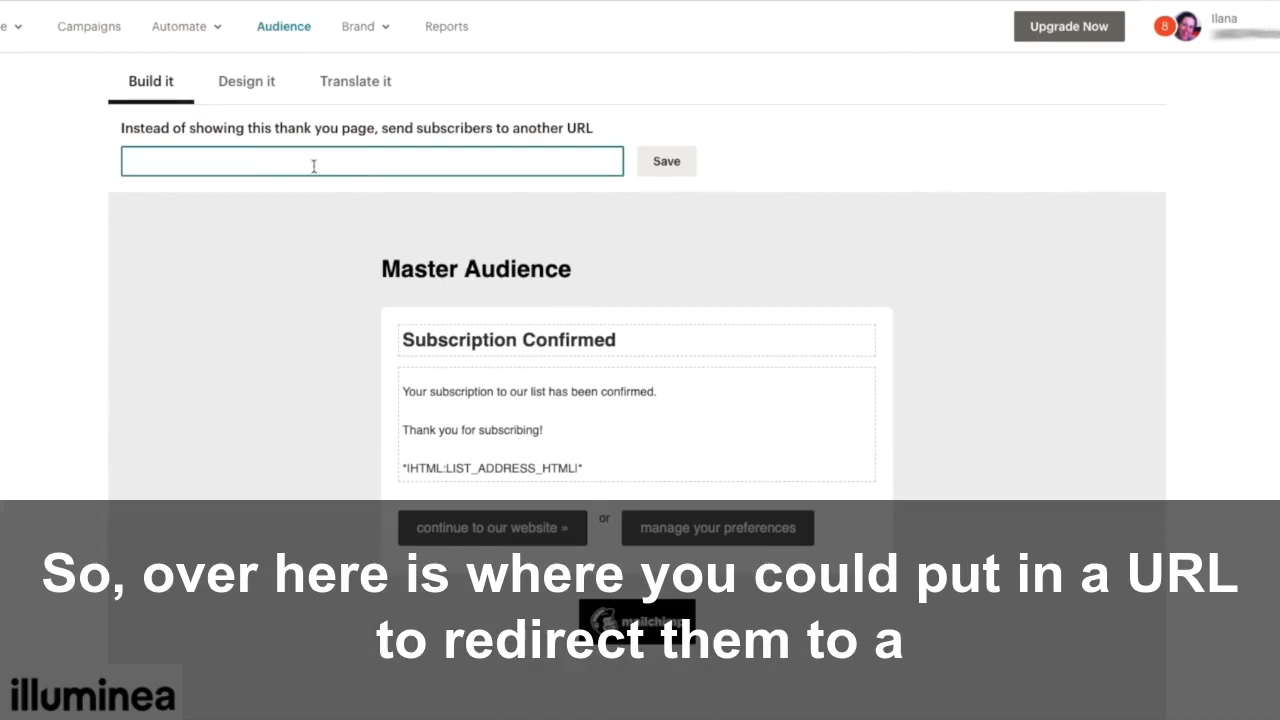 e Campaigns Automate Audience Brand Reports Upgrade Now 8 Ilana
Build it Design it Translate it
Instead of showing this thank you page, send subscribers to another URL
Save
Master Audience
Subscription Confirmed
Your subscription to our list has been confirmed.
Thank you for subscribing!
*|HTML:LIST_ADDRESS_HTML|*
continue to our website » or manage your preferences
mailchimp
So, over here is where you could put in a URL
to redirect them to a
illuminea